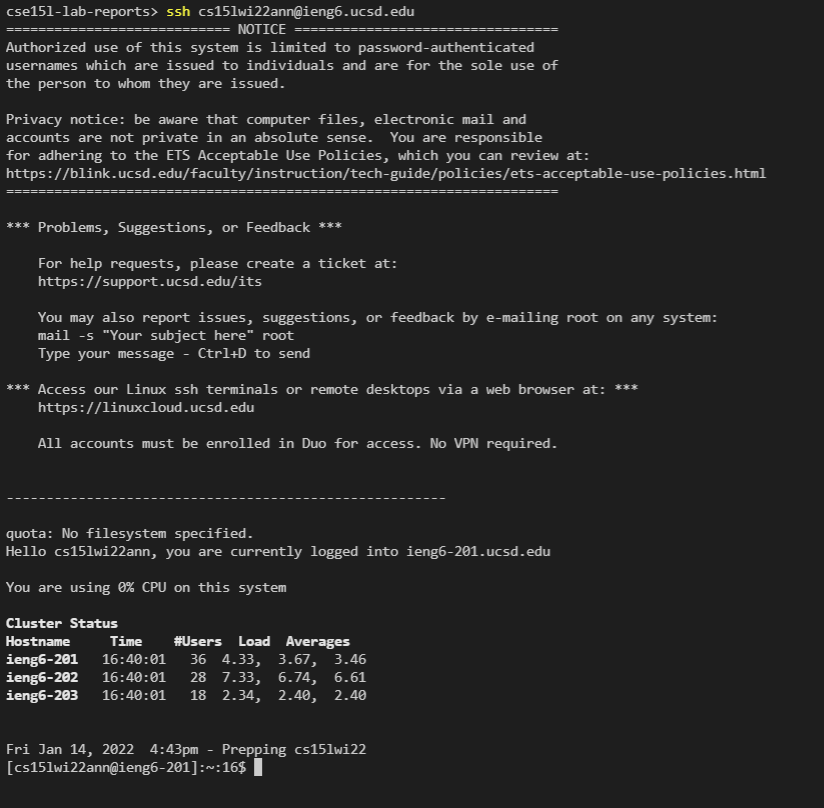 cse15l-lab-reports> ssh cs15lwi22ann@ieng6.ucsd.edu
============================ NOTICE =================================
Authorized use of this system is limited to password-authenticated
usernames which are issued to individuals and are for the sole use of
the person to whom they are issued.
Privacy notice: be aware that computer files, electronic mail and
accounts are not private in an absolute sense.  You are responsible
for adhering to the ETS Acceptable Use Policies, which you can review at:
https://blink.ucsd.edu/faculty/instruction/tech-guide/policies/ets-acceptable-use-policies.html
=====================================================================
*** Problems, Suggestions, or Feedback ***
    For help requests, please create a ticket at:
    https://support.ucsd.edu/its
    You may also report issues, suggestions, or feedback by e-mailing root on any system:
    mail -s "Your subject here" root
    Type your message - Ctrl+D to send
*** Access our Linux ssh terminals or remote desktops via a web browser at: ***
    https://linuxcloud.ucsd.edu
    All accounts must be enrolled in Duo for access. No VPN required.
-------------------------------------------------------
quota: No filesystem specified.
Hello cs15lwi22ann, you are currently logged into ieng6-201.ucsd.edu
You are using 0% CPU on this system
Cluster Status
Hostname     Time    #Users  Load  Averages
ieng6-201   16:40:01   36  4.33,  3.67,  3.46
ieng6-202   16:40:01   28  7.33,  6.74,  6.61
ieng6-203   16:40:01   18  2.34,  2.40,  2.40
Fri Jan 14, 2022  4:43pm - Prepping cs15lwi22
[cs15lwi22ann@ieng6-201]:~:16$